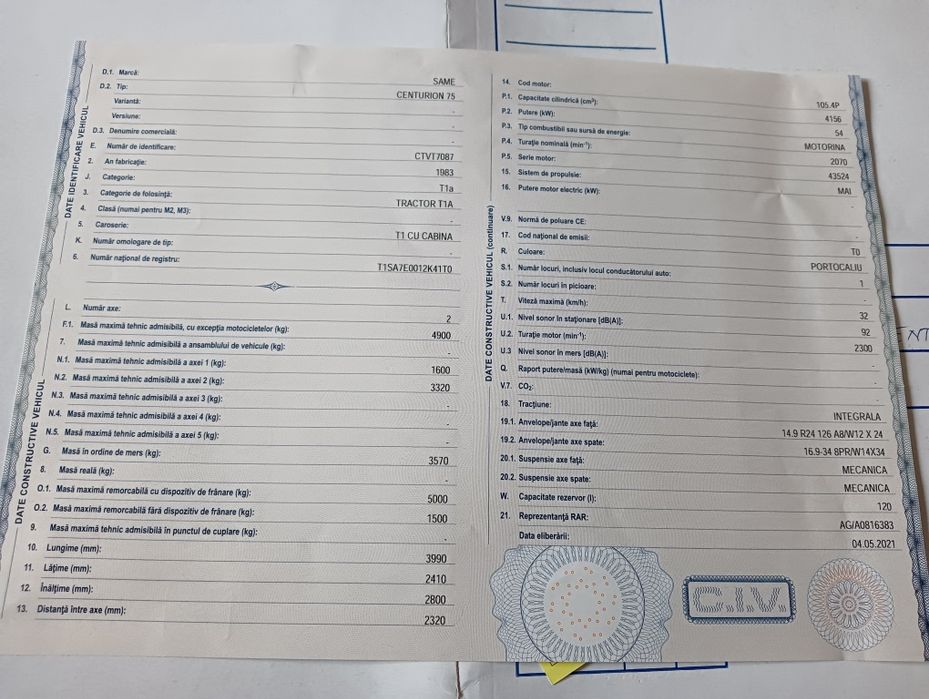 DATE IDENTIFICARE VEHICUL
D.1. Marcă: SAME
D.2. Tip: CENTURION 75
Variantă: -
Versiune: -
D.3. Denumire comercială: -
E. Număr de identificare: CTVT7087
2. An fabricație: 1983
J. Categorie: T1a
3. Categorie de folosință: TRACTOR T1A
4. Clasă (numai pentru M2, M3): -
5. Caroserie: T1 CU CABINA
K. Număr omologare de tip: -
6. Număr național de registru: T1SA7E0012K41T0
DATE CONSTRUCTIVE VEHICUL
L. Număr axe: 2
F.1. Masă maximă tehnic admisibilă, cu excepția motocicletelor (kg): 4900
7. Masă maximă tehnic admisibilă a ansamblului de vehicule (kg): -
N.1. Masă maximă tehnic admisibilă a axei 1 (kg): 1600
N.2. Masă maximă tehnic admisibilă a axei 2 (kg): 3320
N.3. Masă maximă tehnic admisibilă a axei 3 (kg): -
N.4. Masă maximă tehnic admisibilă a axei 4 (kg): -
N.5. Masă maximă tehnic admisibilă a axei 5 (kg): -
G. Masă în ordine de mers (kg): 3570
8. Masă reală (kg): -
O.1. Masă maximă remorcabilă cu dispozitiv de frânare (kg): 5000
O.2. Masă maximă remorcabilă fără dispozitiv de frânare (kg): 1500
9. Masă maximă tehnic admisibilă în punctul de cuplare (kg): -
10. Lungime (mm): 3990
11. Lățime (mm): 2410
12. Înălțime (mm): 2800
13. Distanță între axe (mm): 2320
DATE CONSTRUCTIVE VEHICUL (continuare)
14. Cod motor: 105.4P
P.1. Capacitate cilindrică (cm³): 4156
P.2. Putere (kW): 54
P.3. Tip combustibil sau sursă de energie: MOTORINA
P.4. Turație nominală (min⁻¹): 2070
P.5. Serie motor: 43524
15. Sistem de propulsie: MAI
16. Putere motor electric (kW): -
V.9. Normă de poluare CE: -
17. Cod național de emisii: T0
R. Culoare: PORTOCALIU
S.1. Număr locuri, inclusiv locul conducătorului auto: 1
S.2. Număr locuri în picioare: -
T. Viteză maximă (km/h): 32
U.1. Nivel sonor în staționare [dB(A)]: 92
U.2. Turație motor (min⁻¹): 2300
U.3 Nivel sonor în mers [dB(A)]: -
Q. Raport putere/masă (kW/kg) (numai pentru motociclete): -
V.7. CO₂: -
18. Tracțiune: INTEGRALA
19.1. Anvelope/jante axe față: 14.9 R24 126 A8/W12 X 24
19.2. Anvelope/jante axe spate: 16.9-34 8PR/W14X34
20.1. Suspensie axe față: MECANICA
20.2. Suspensie axe spate: MECANICA
W. Capacitate rezervor (l): 120
21. Reprezentanță RAR: AG/A0816383
Data eliberării: 04.05.2021
C.I.V.